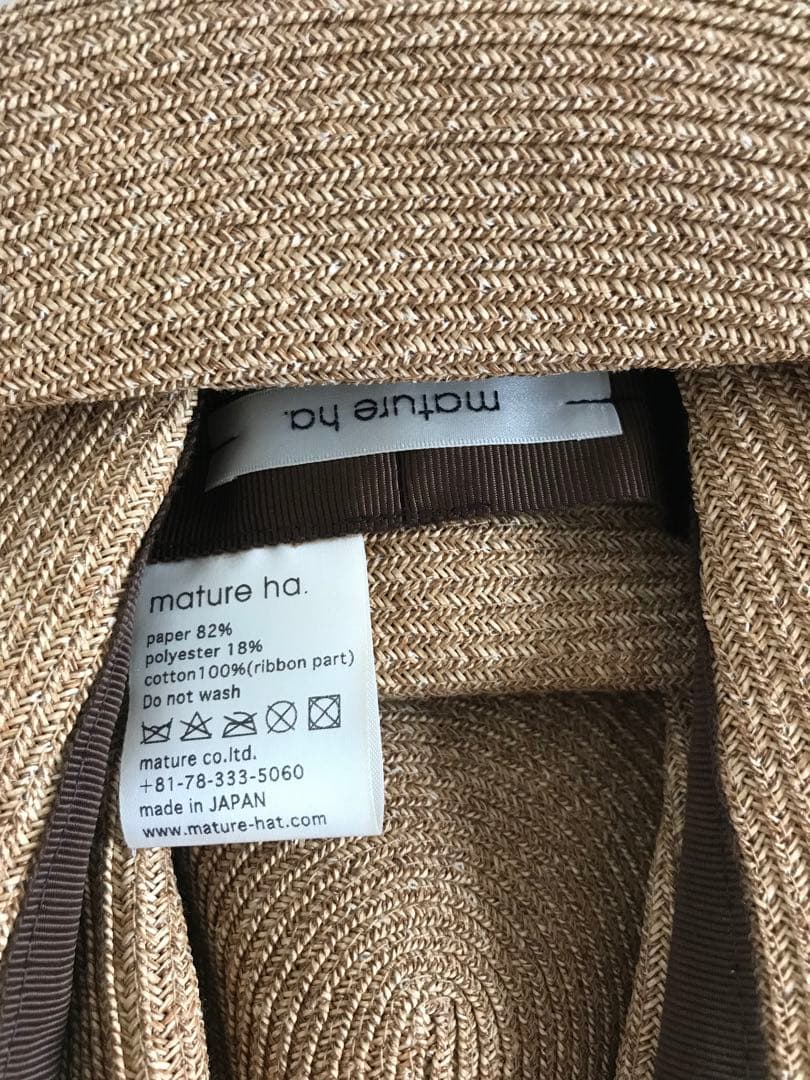 mature ha.
mature ha.
paper 82%
polyester 18%
cotton100%(ribbon part)
Do not wash
mature co.ltd.
+81-78-333-5060
made in JAPAN
www.mature-hat.com